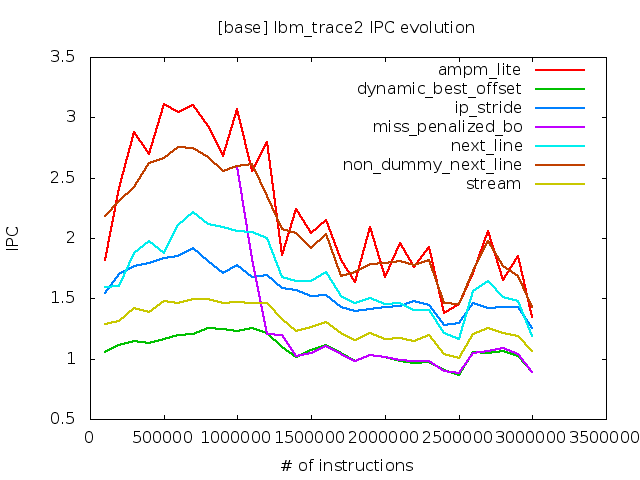 [base] lbm_trace2 IPC evolution
3.5
3
2.5
2
1.5
1
0.5
IPC
ampm_lite
dynamic_best_offset
ip_stride
miss_penalized_bo
next_line
non_dummy_next_line
stream
0 500000 1000000 1500000 2000000 2500000 3000000 3500000
# of instructions